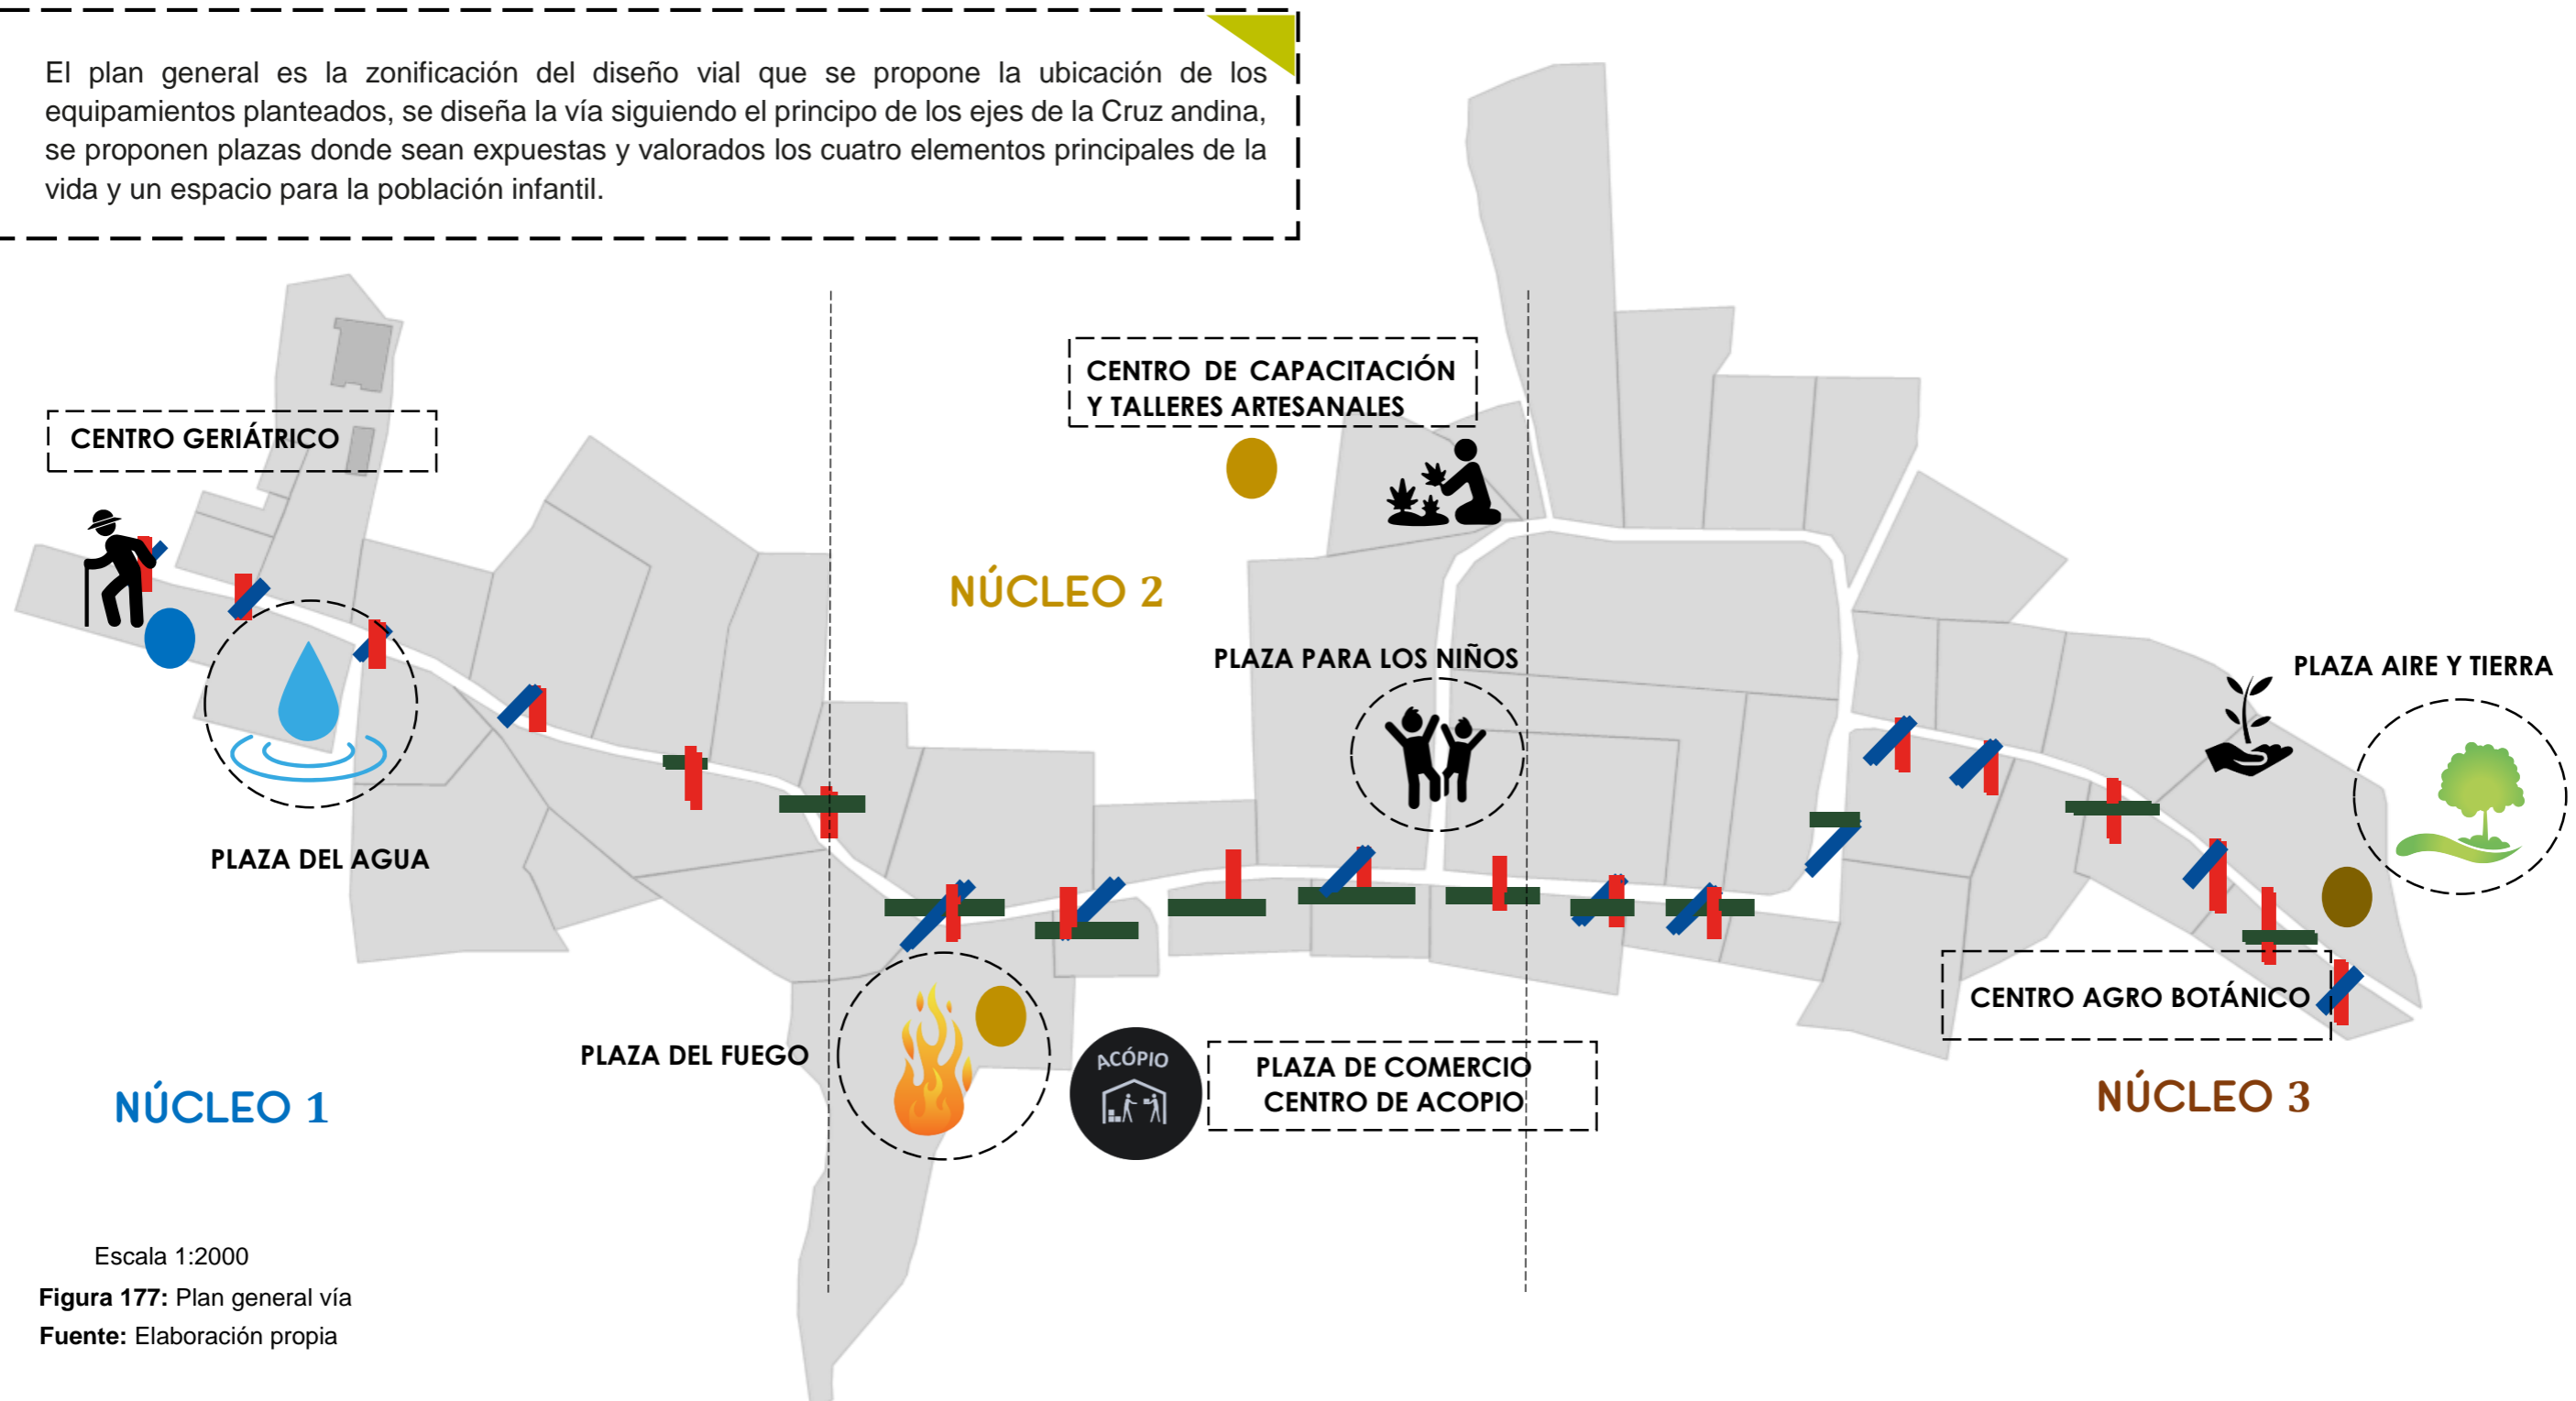 El plan general es la zonificación del diseño vial que se propone la ubicación de los
equipamientos planteados, se diseña la vía siguiendo el principo de los ejes de la Cruz andina,
se proponen plazas donde sean expuestas y valorados los cuatro elementos principales de la
vida y un espacio para la población infantil.
CENTRO DE CAPACITACIÓN
Y TALLERES ARTESANALES
CENTRO GERIÁTRICO
NÚCLEO 2
PLAZA PARA LOS NIÑOS
PLAZA AIRE Y TIERRA
PLAZA DEL AGUA
CENTRO AGRO BOTÁNICO
PLAZA DEL FUEGO
ACÓPIO
PLAZA DE COMERCIO
CENTRO DE ACOPIO
NÚCLEO 1
NÚCLEO 3
Escala 1:2000
Figura 177: Plan general vía
Fuente: Elaboración propia